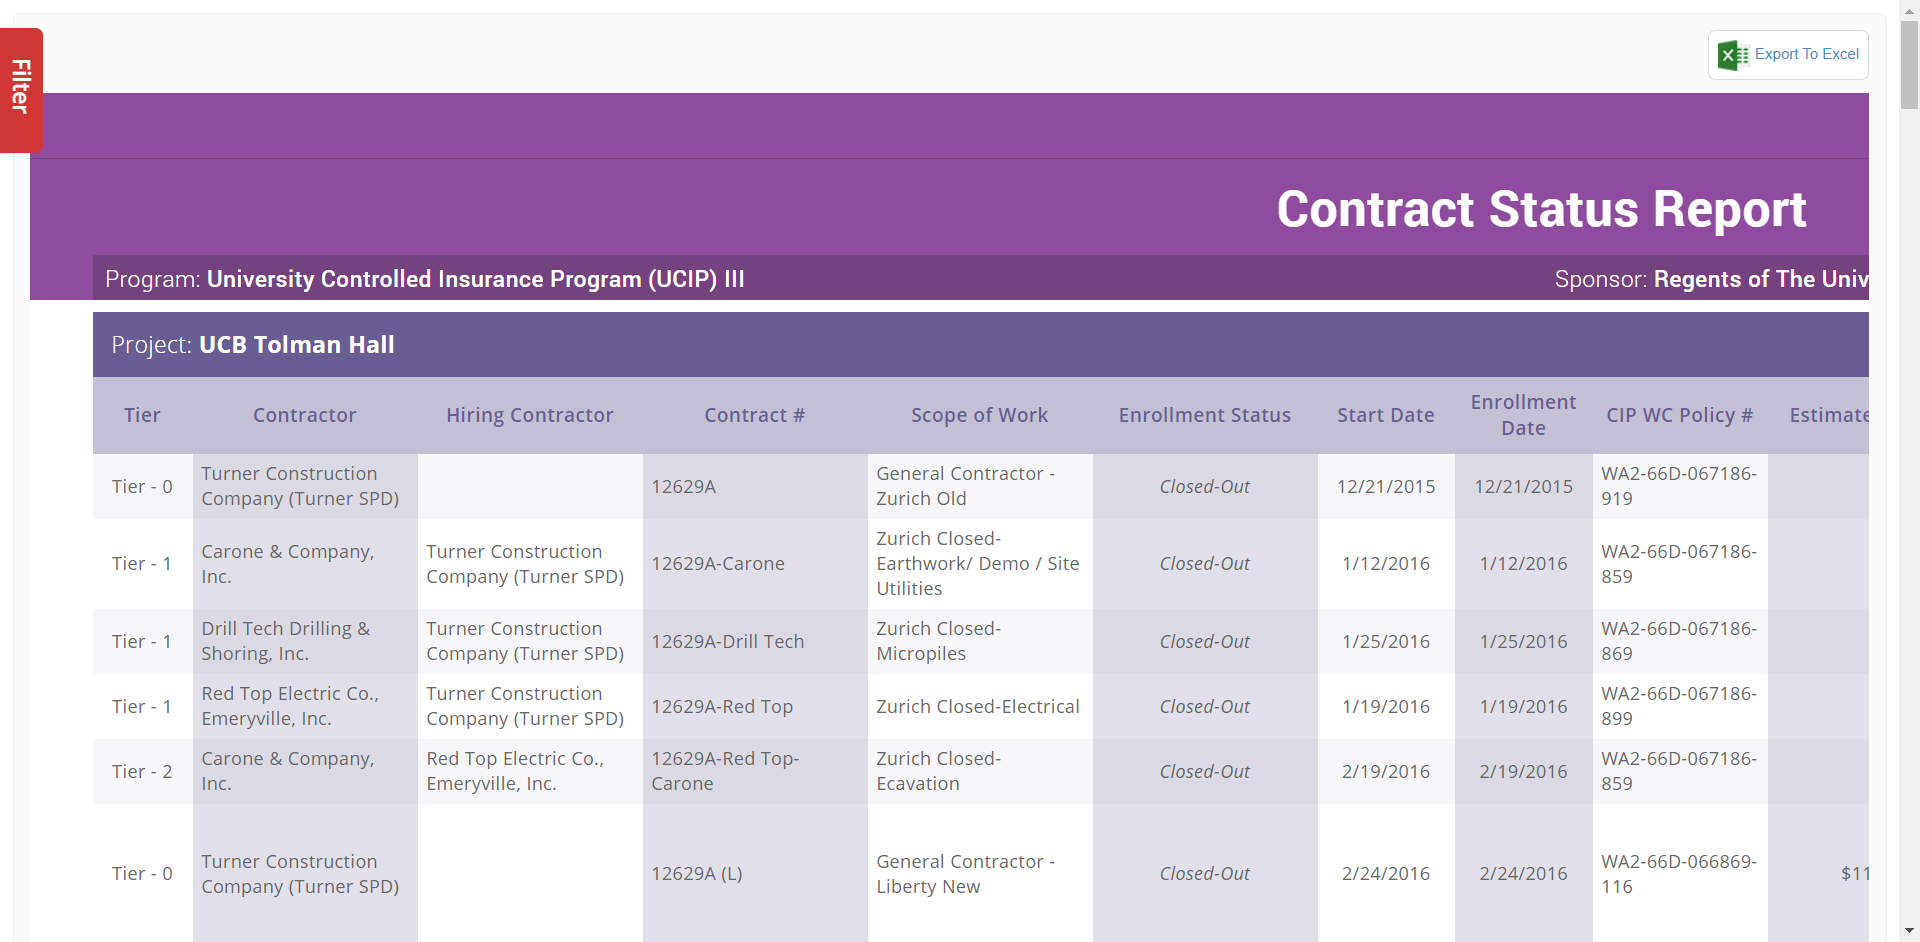 Filter
Export To Excel
Contract Status Report
Program: University Controlled Insurance Program (UCIP) III
Sponsor: Regents of The Univ
Project: UCB Tolman Hall
Tier
Contractor
Hiring Contractor
Contract #
Scope of Work
Enrollment Status
Start Date
Enrollment
Date
CIP WC Policy #
Estimate
Tier - 0
Turner Construction
Company (Turner SPD)
12629A
General Contractor -
Zurich Old
Closed-Out
12/21/2015
12/21/2015
WA2-66D-067186-
919
Tier - 1
Carone & Company,
Inc.
Turner Construction
Company (Turner SPD)
12629A-Carone
Zurich Closed-
Earthwork/ Demo / Site
Utilities
Closed-Out
1/12/2016
1/12/2016
WA2-66D-067186-
859
Tier - 1
Drill Tech Drilling &
Shoring, Inc.
Turner Construction
Company (Turner SPD)
12629A-Drill Tech
Zurich Closed-
Micropiles
Closed-Out
1/25/2016
1/25/2016
WA2-66D-067186-
869
Tier - 1
Red Top Electric Co.,
Emeryville, Inc.
Turner Construction
Company (Turner SPD)
12629A-Red Top
Zurich Closed-Electrical
Closed-Out
1/19/2016
1/19/2016
WA2-66D-067186-
899
Tier - 2
Carone & Company,
Inc.
Red Top Electric Co.,
Emeryville, Inc.
12629A-Red Top-
Carone
Zurich Closed-
Ecavation
Closed-Out
2/19/2016
2/19/2016
WA2-66D-067186-
859
Tier - 0
Turner Construction
Company (Turner SPD)
12629A (L)
General Contractor -
Liberty New
Closed-Out
2/24/2016
2/24/2016
WA2-66D-066869-
116
$11